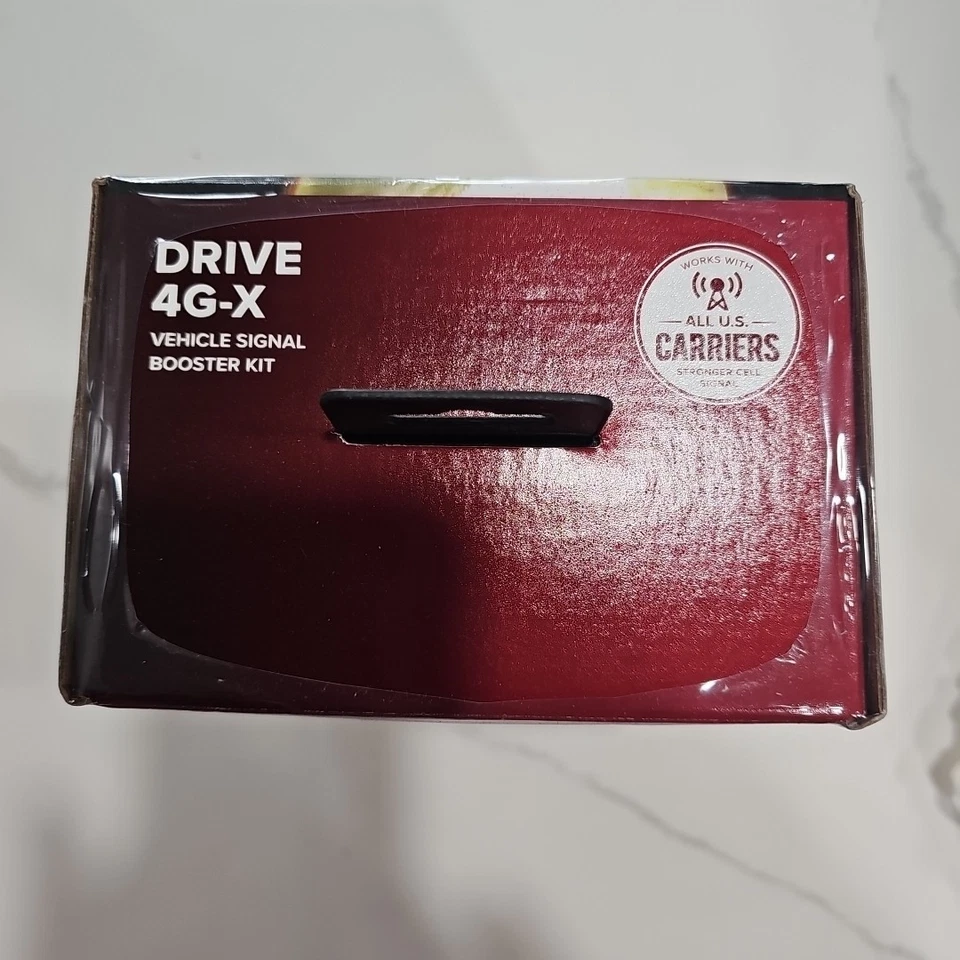 DRIVE
4G-X
VEHICLE SIGNAL
BOOSTER KIT
WORKS WITH
ALL U.S.
CARRIERS
STRONGER CELL
SIGNAL